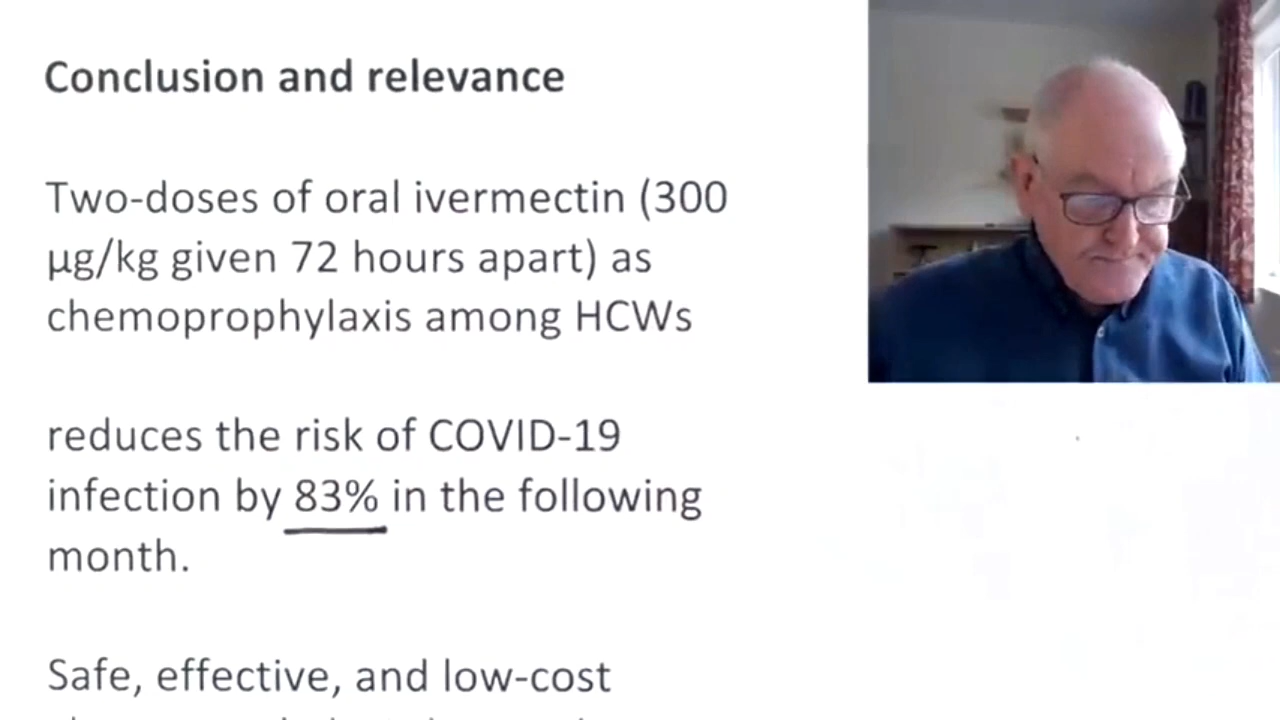 Conclusion and relevance
Two-doses of oral ivermectin (300
µg/kg given 72 hours apart) as
chemoprophylaxis among HCWs
reduces the risk of COVID-19
infection by 83% in the following
month.
Safe, effective, and low-cost